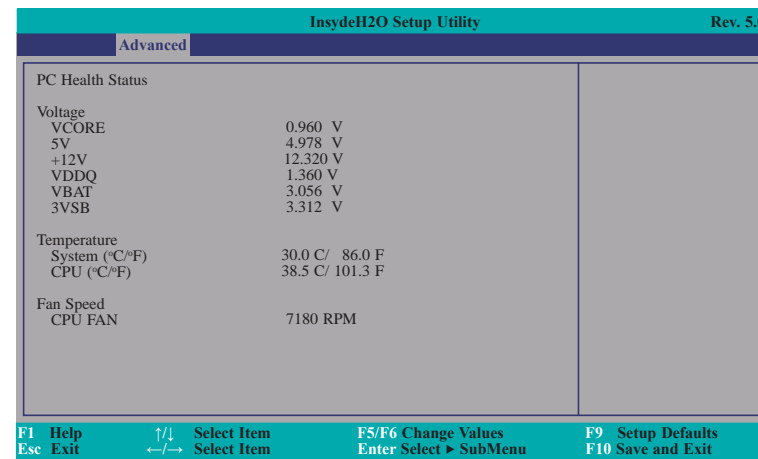 InsydeH2O Setup Utility Rev. 5.
Advanced
PC Health Status
Voltage
VCORE 0.960 V
5V 4.978 V
+12V 12.320 V
VDDQ 1.360 V
VBAT 3.056 V
3VSB 3.312 V
Temperature
System (°C/°F) 30.0 C/ 86.0 F
CPU (°C/°F) 38.5 C/ 101.3 F
Fan Speed
CPU FAN 7180 RPM
F1 Help ↑/↓ Select Item F5/F6 Change Values F9 Setup Defaults
Esc Exit ←/→ Select Item Enter Select ▶ SubMenu F10 Save and Exit